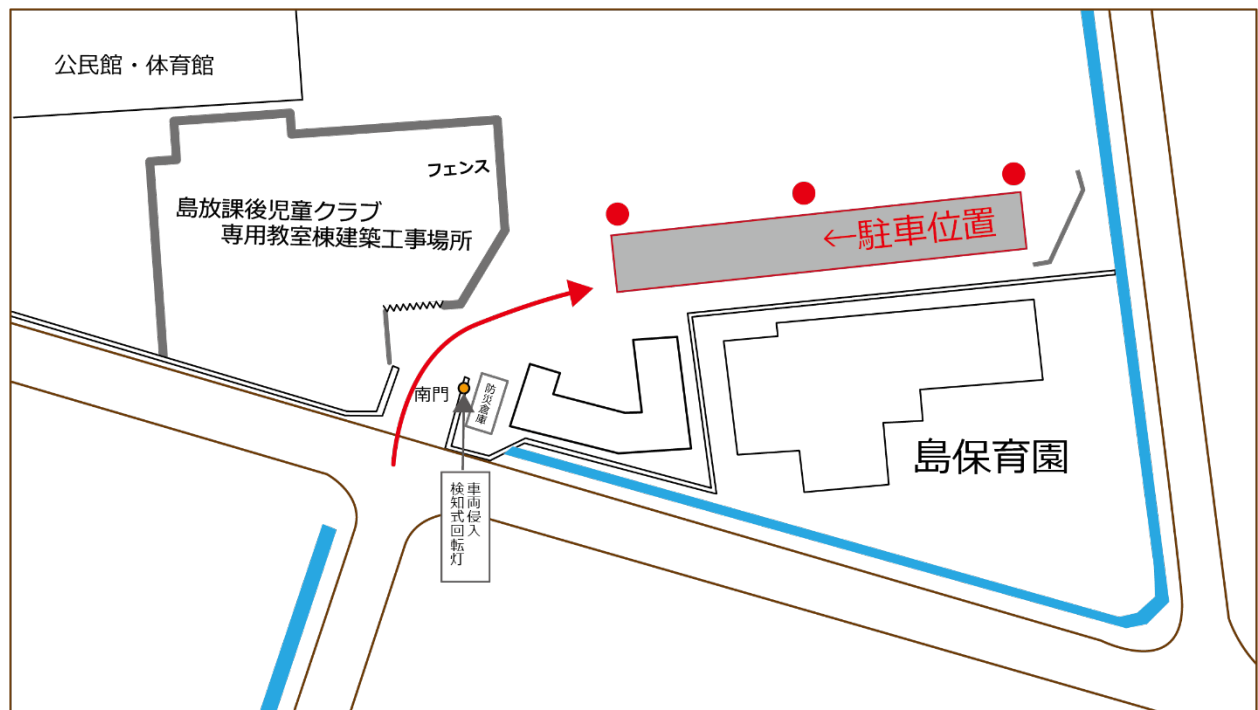 公民館・体育館
フェンス
島放課後児童クラブ
専用教室棟建築工事場所
←駐車位置
南門
防災倉庫
島保育園
車両侵入
検知式回転灯